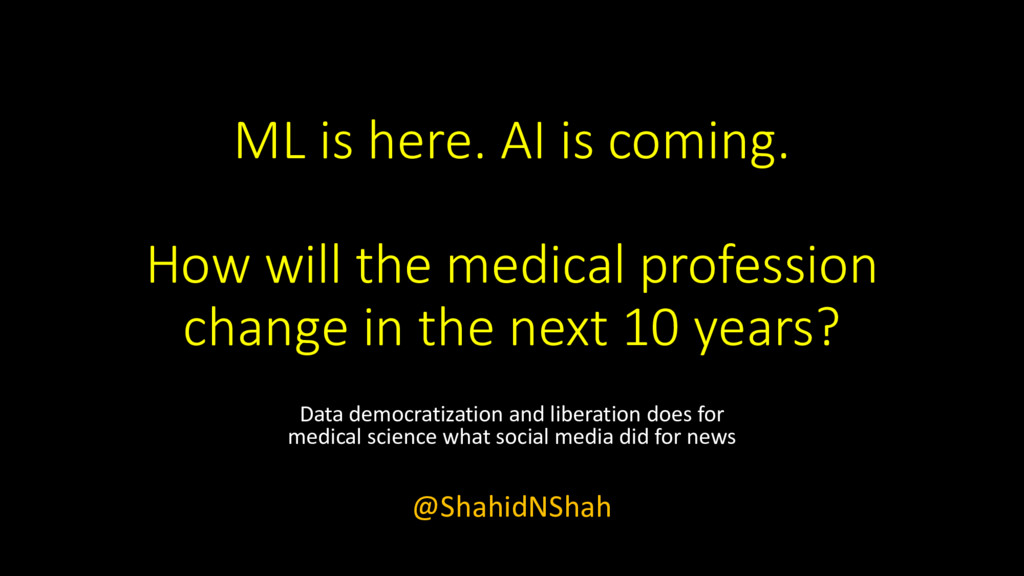 ML is here. AI is coming.
How will the medical profession
change in the next 10 years?
Data democratization and liberation does for
medical science what social media did for news
@ShahidNShah